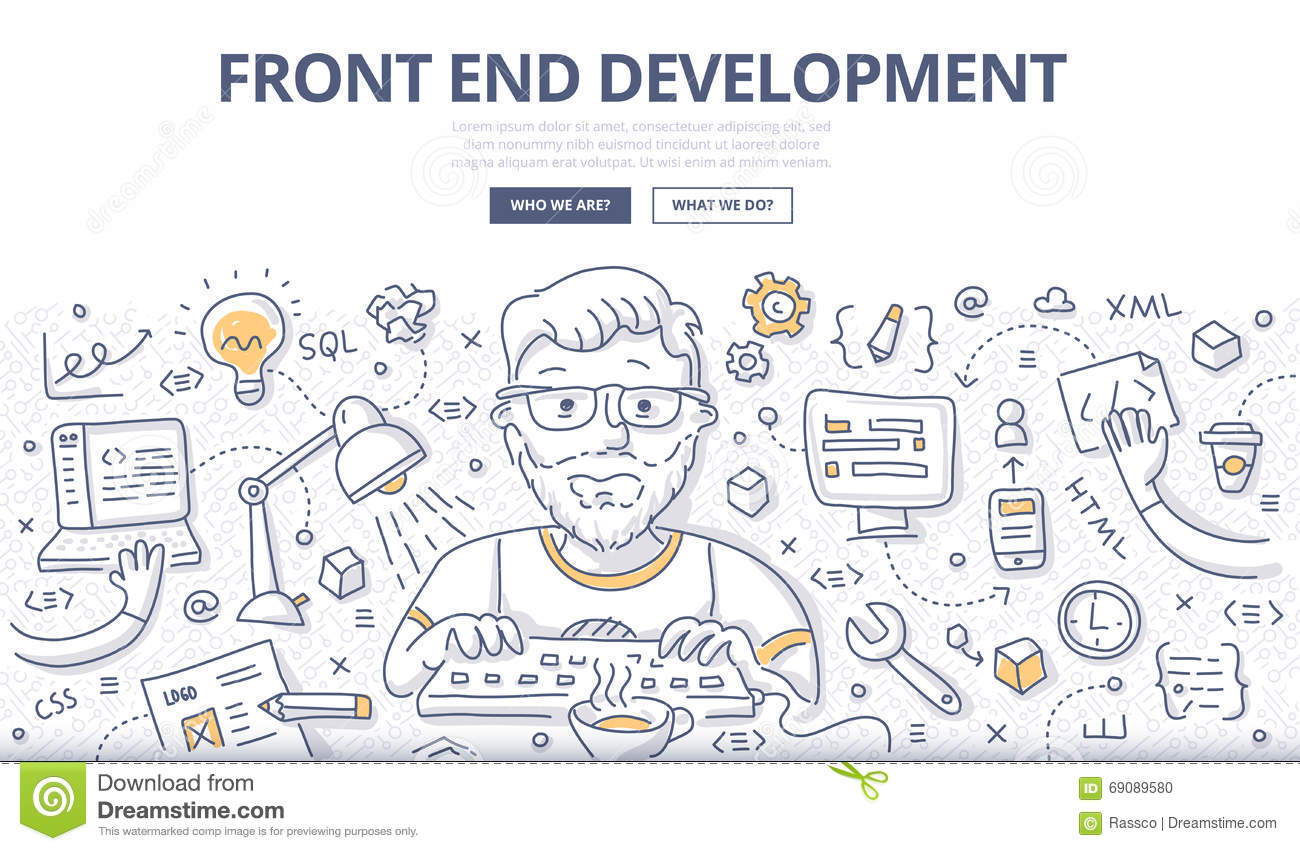 FRONT END DEVELOPMENT
Lorem ipsum dolor sit amet, consectetuer adipiscing elit, sed
diam nonummy nibh euismod tincidunt ut laoreet dolore
magna aliquam erat volutpat. Ut wisi enim ad minim veniam.
WHO WE ARE?
WHAT WE DO?
SQL
XML
HTML
CSS
LOGO
dreamstime
dreamstime
dreamstime
Download from
Dreamstime.com
This watermarked comp image is for previewing purposes only.
ID 69089580
© Rassco | Dreamstime.com